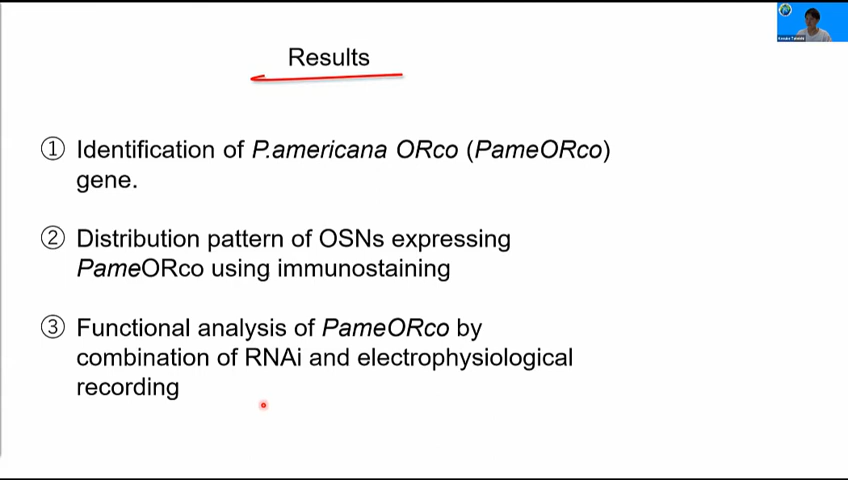 Results
① Identification of P.americana ORco (PameORco)
gene.
② Distribution pattern of OSNs expressing
PameORco using immunostaining
③ Functional analysis of PameORco by
combination of RNAi and electrophysiological
recording